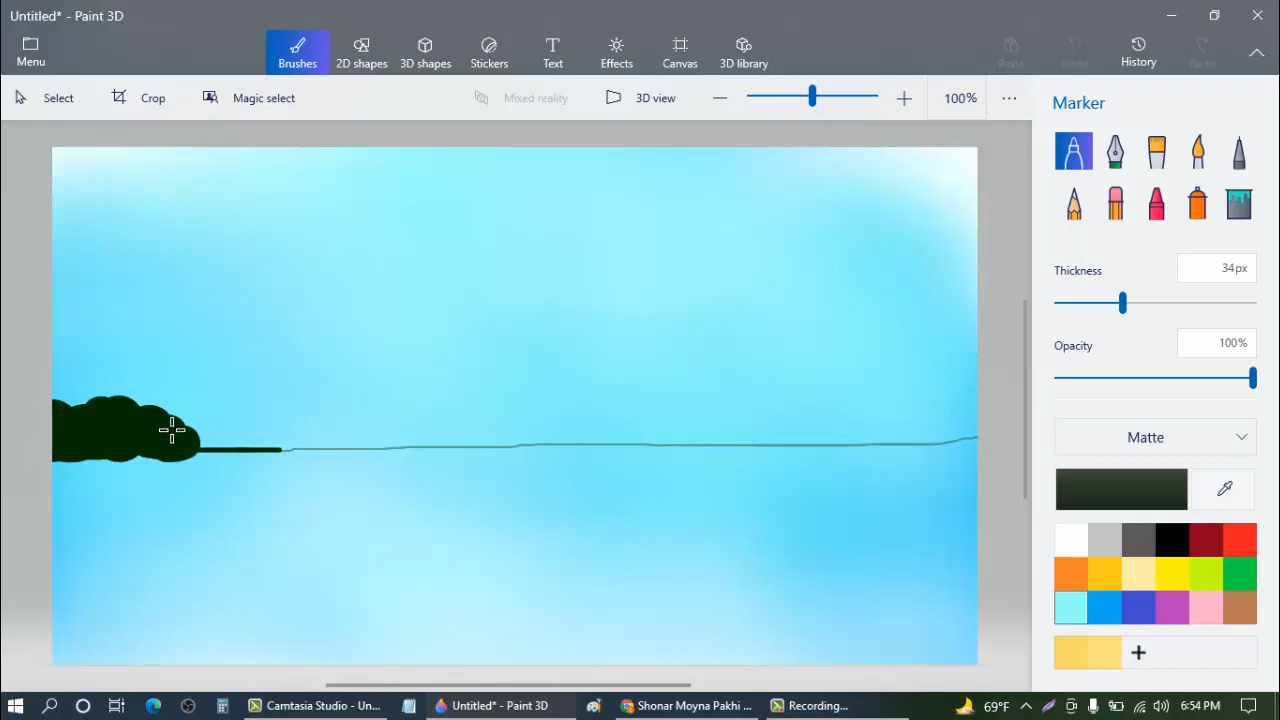 Untitled* - Paint 3D
Menu
Brushes
2D shapes
3D shapes
Stickers
Text
Effects
Canvas
3D library
Paste
Undo
History
Redo
Select
Crop
Magic select
Mixed reality
3D view
100%
Marker
Thickness
34px
Opacity
100%
Matte
Camtasia Studio - Un...
Untitled* - Paint 3D
Shonar Moyna Pakhi ...
Recording...
69°F
6:54 PM